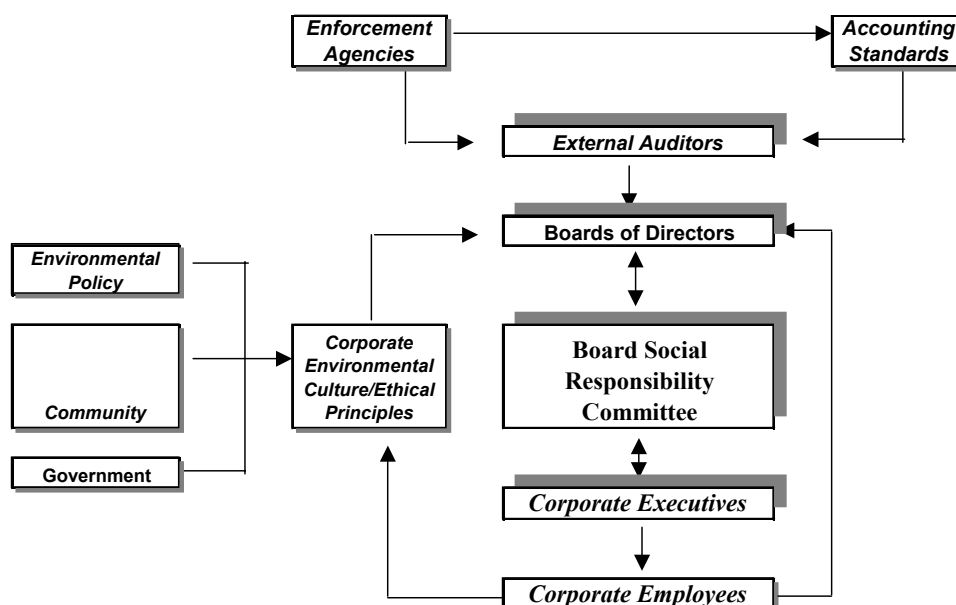 Enforcement
Agencies
Accounting
Standards
External Auditors
Boards of Directors
Environmental
Policy
Community
Government
Corporate
Environmental
Culture/Ethical
Principles
Board Social
Responsibility
Committee
Corporate Executives
Corporate Employees